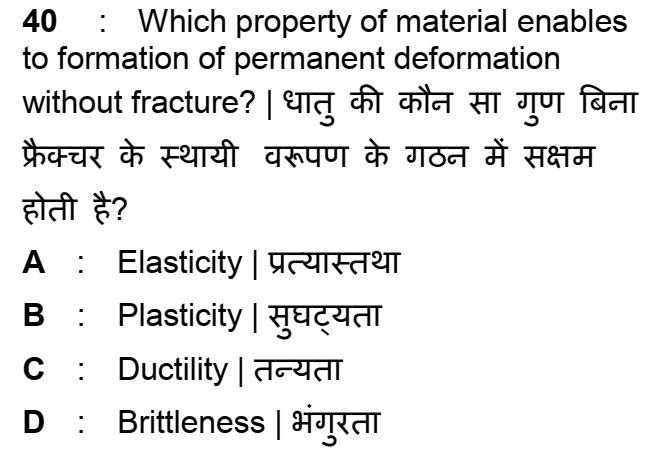 40 : Which property of material enables
to formation of permanent deformation
without fracture? | धातु की कौन सा गुण बिना
फ्रैक्चर के स्थायी वरूपण के गठन में सक्षम
होती है?
A : Elasticity | प्रत्यास्तथा
B : Plasticity | सुघट्यता
C : Ductility | तन्यता
D : Brittleness | भंगुरता